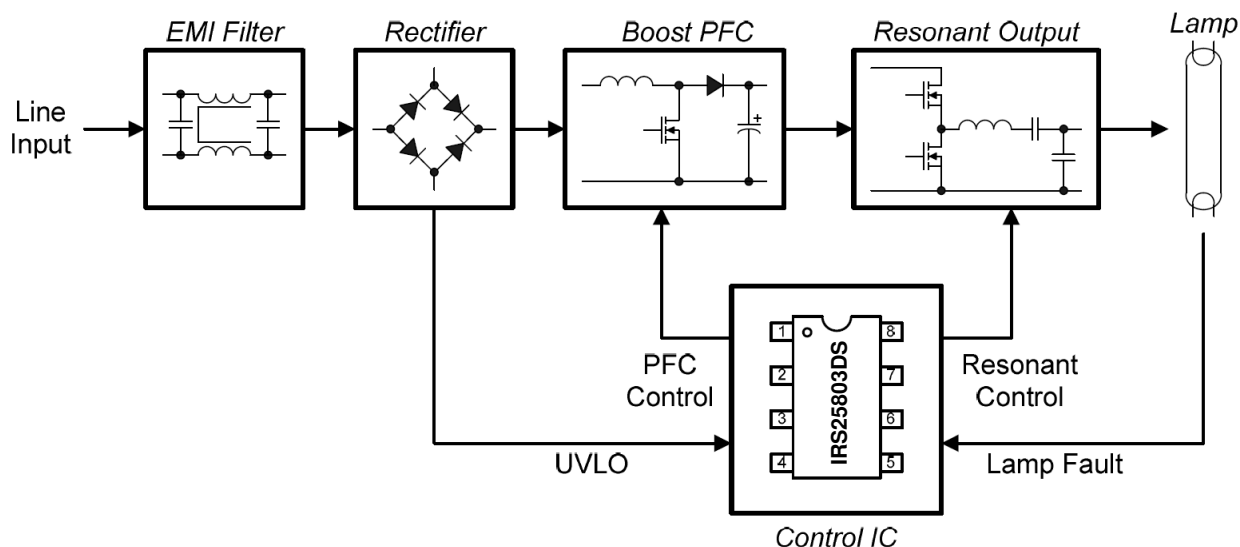 EMI Filter
Rectifier
Boost PFC
Resonant Output
Lamp
Line
Input
+
PFC
Control
1
2
3
4
IRS25803DS
8
7
6
5
Resonant
Control
UVLO
Lamp Fault
Control IC